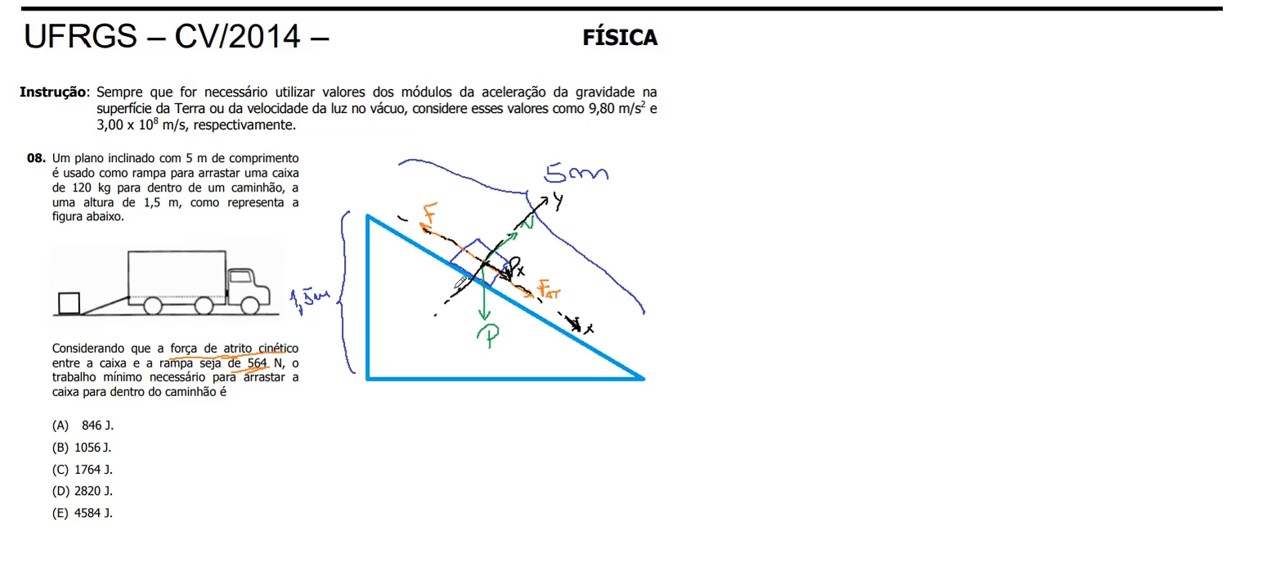 UFRGS – CV/2014 –
FÍSICA
Instrução: Sempre que for necessário utilizar valores dos módulos da aceleração da gravidade na
superfície da Terra ou da velocidade da luz no vácuo, considere esses valores como 9,80 m/s² e
3,00 x 10⁸ m/s, respectivamente.
08. Um plano inclinado com 5 m de comprimento
é usado como rampa para arrastar uma caixa
de 120 kg para dentro de um caminhão, a
uma altura de 1,5 m, como representa a
figura abaixo.
Considerando que a força de atrito cinético
entre a caixa e a rampa seja de 564 N, o
trabalho mínimo necessário para arrastar a
caixa para dentro do caminhão é
(A) 846 J.
(B) 1056 J.
(C) 1764 J.
(D) 2820 J.
(E) 4584 J.
5m
y
F
N
Px
FAT
x
1,5m
P